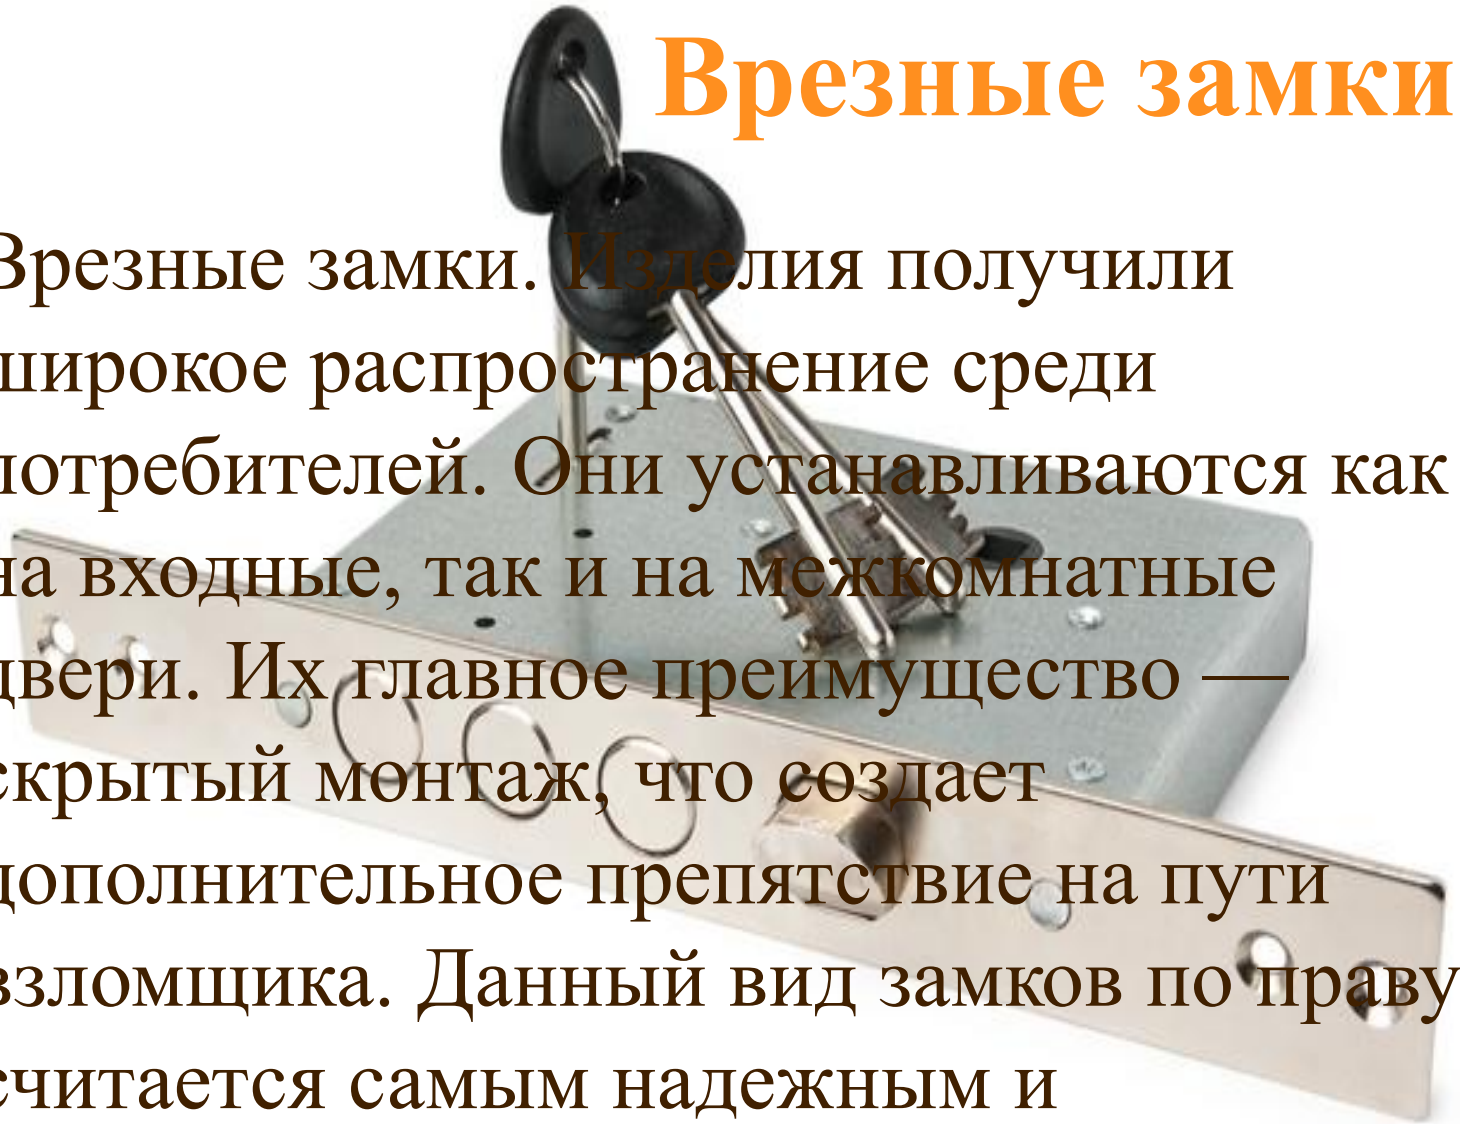 Врезные замки
Врезные замки. Изделия получили
широкое распространение среди
потребителей. Они устанавливаются как
на входные, так и на межкомнатные
двери. Их главное преимущество —
скрытый монтаж, что создает
дополнительное препятствие на пути
взломщика. Данный вид замков по праву
считается самым надежным и